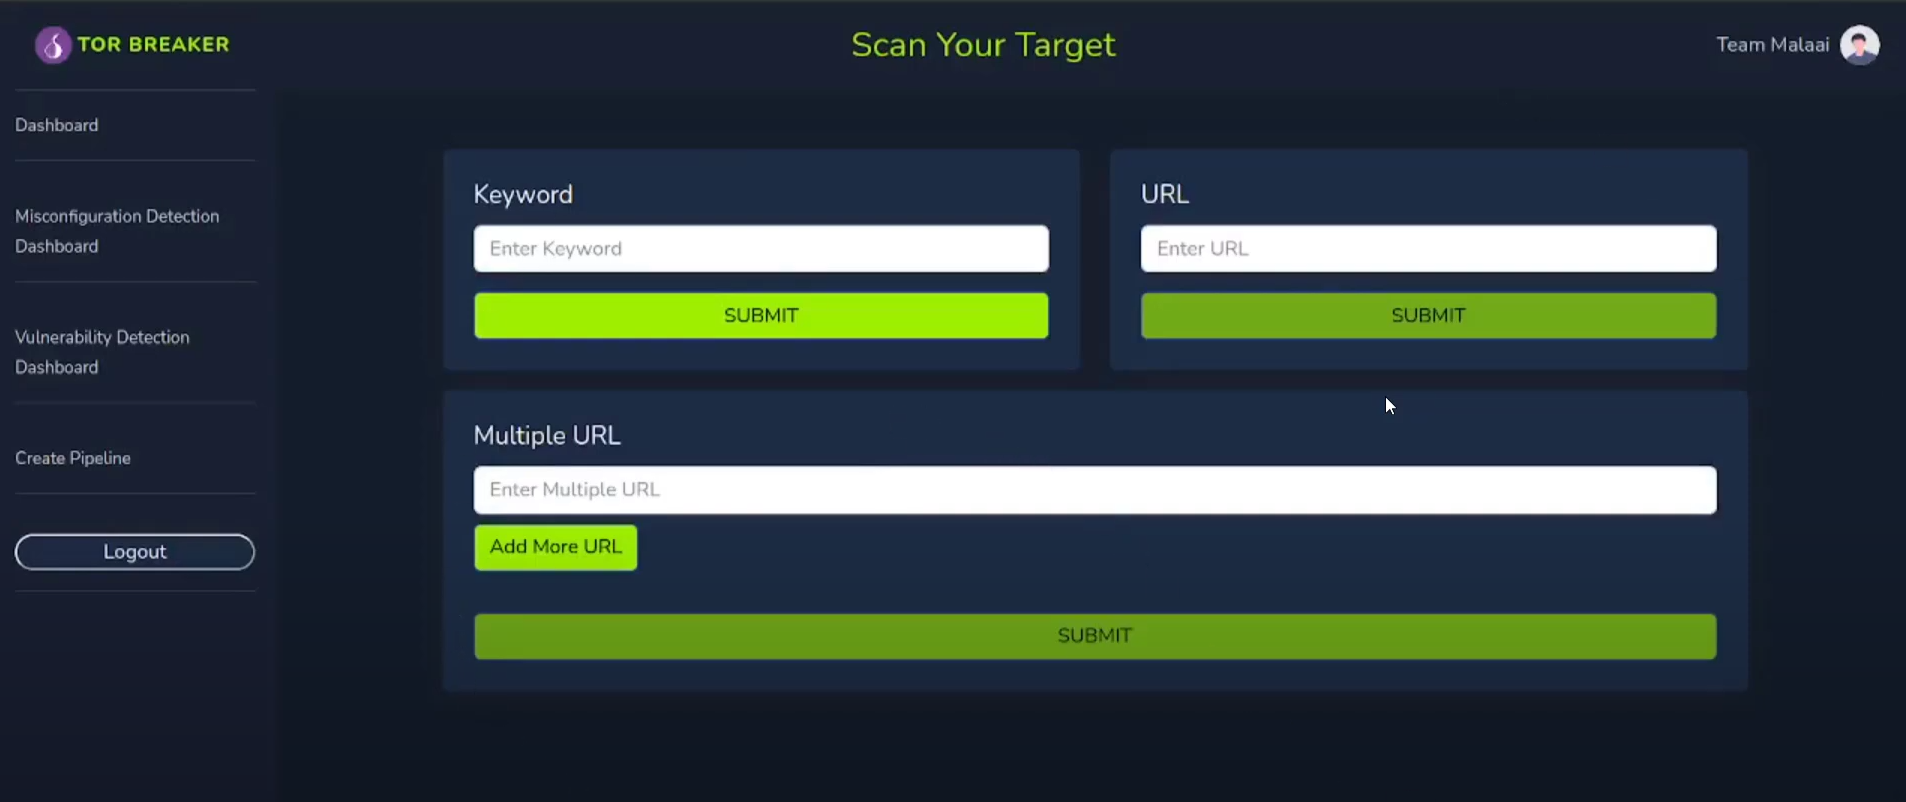 TOR BREAKER
Scan Your Target
Team Malaai
Dashboard
Misconfiguration Detection
Dashboard
Vulnerability Detection
Dashboard
Create Pipeline
Logout
Keyword
Enter Keyword
SUBMIT
URL
Enter URL
SUBMIT
Multiple URL
Enter Multiple URL
Add More URL
SUBMIT